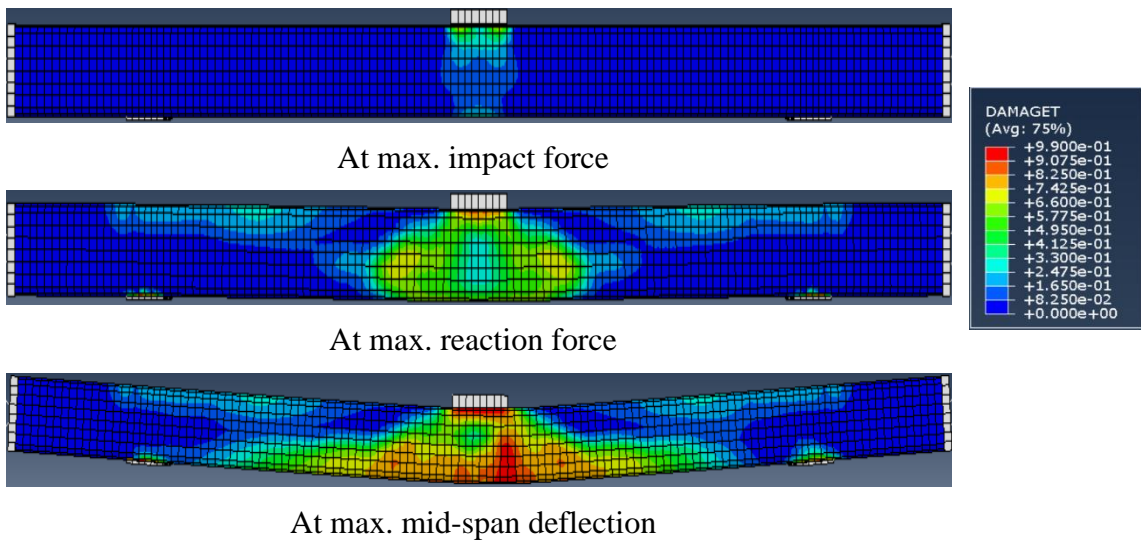 At max. impact force
At max. reaction force
At max. mid-span deflection
DAMAGET
(Avg: 75%)
+9.900e-01
+9.075e-01
+8.250e-01
+7.425e-01
+6.600e-01
+5.775e-01
+4.950e-01
+4.125e-01
+3.300e-01
+2.475e-01
+1.650e-01
+8.250e-02
+0.000e+00